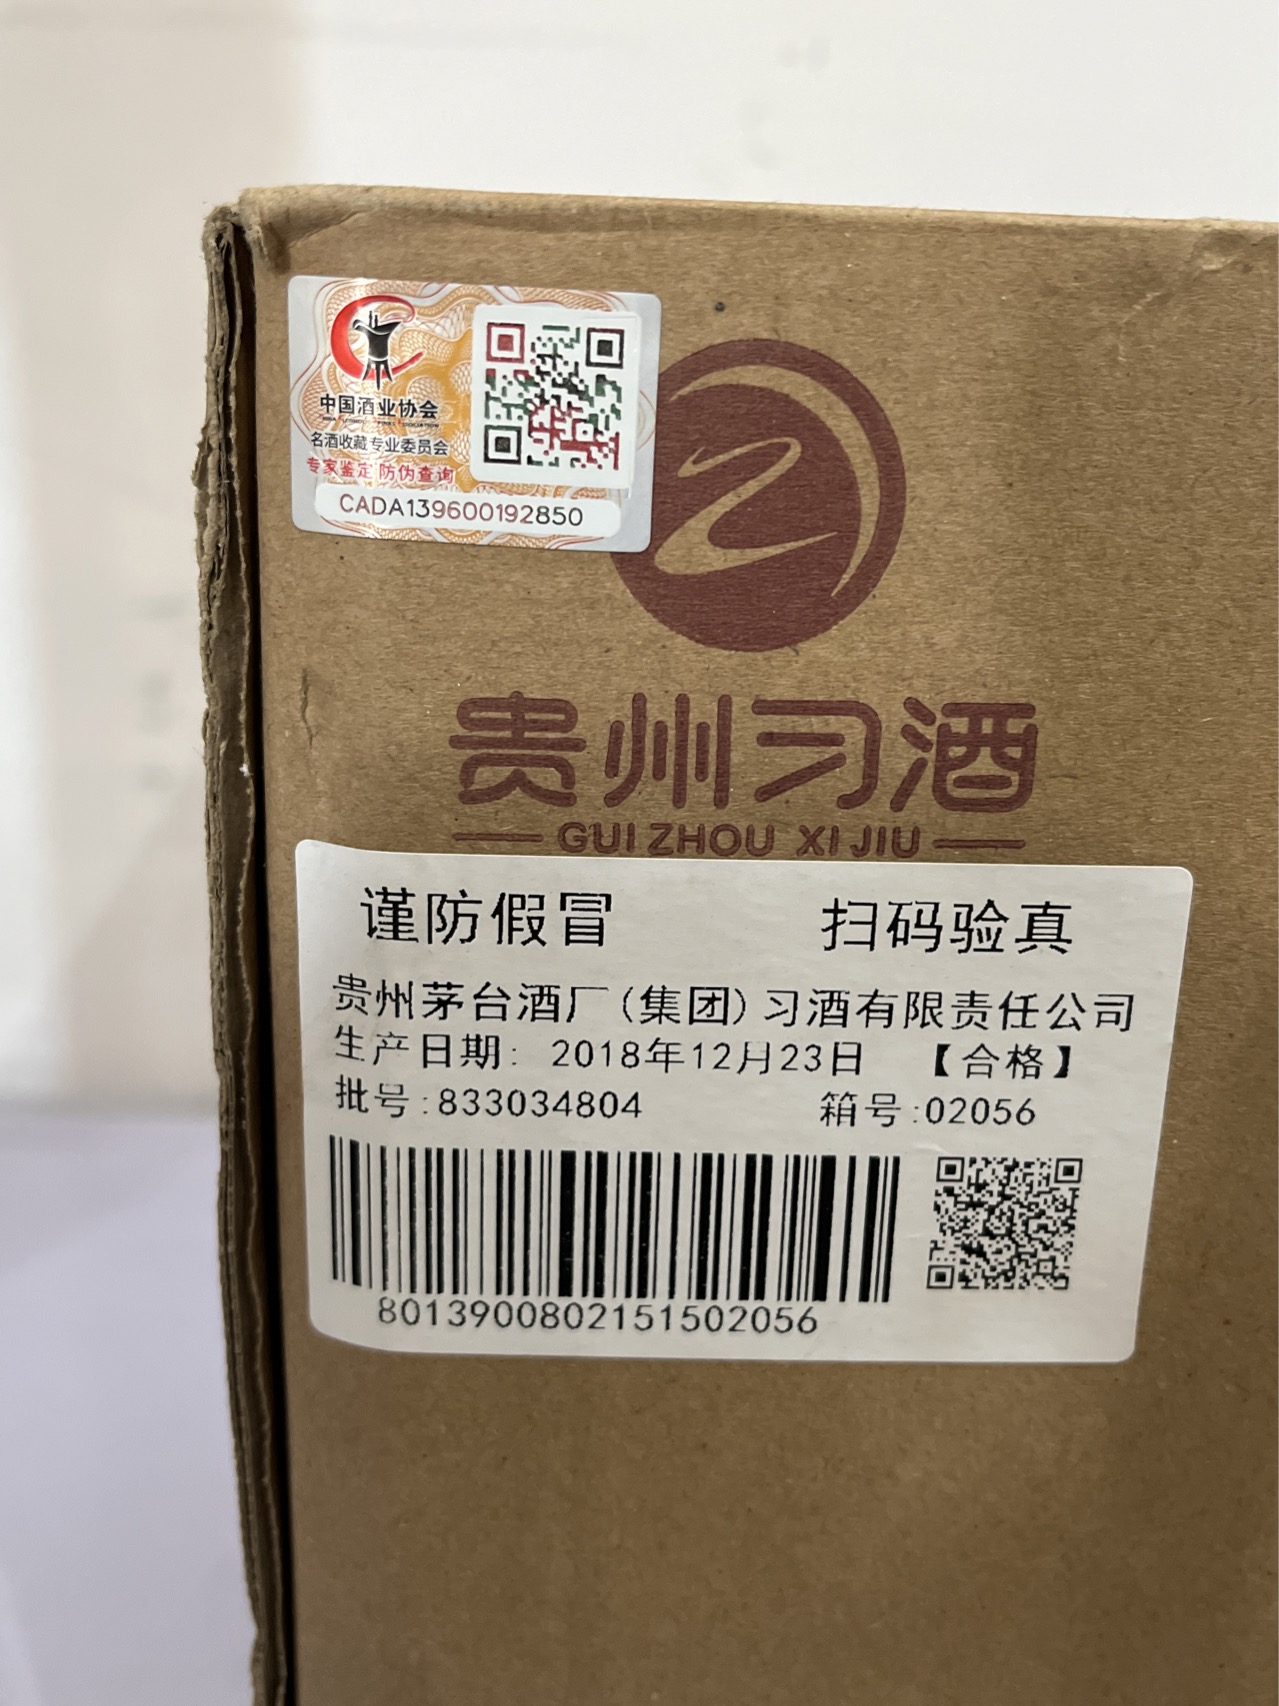 中国酒业协会
名酒收藏专业委员会
专家鉴定 防伪查询
CADA139600192850
贵州习酒
GUI ZHOU XI JIU
谨防假冒 扫码验真
贵州茅台酒厂(集团)习酒有限责任公司
生产日期: 2018年12月23日 【合格】
批号:833034804 箱号:02056
8013900802151502056